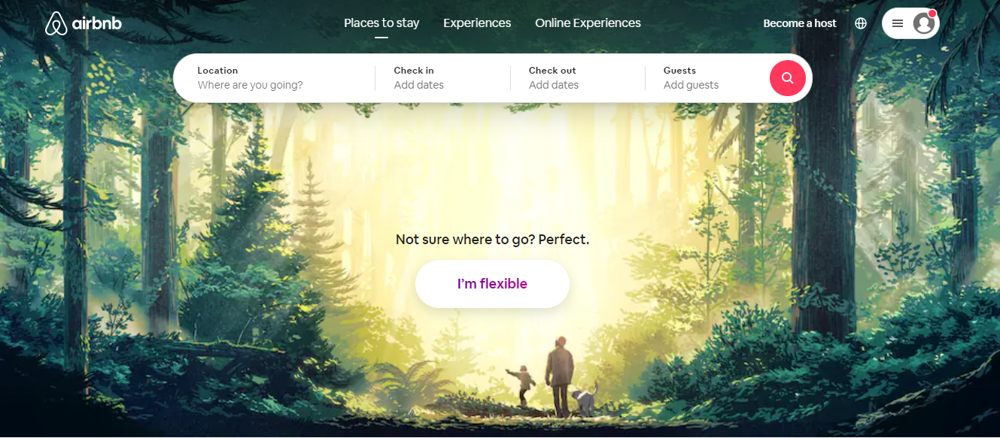 airbnb
Places to stay
Experiences
Online Experiences
Become a host
Location
Where are you going?
Check in
Add dates
Check out
Add dates
Guests
Add guests
Not sure where to go? Perfect.
I'm flexible